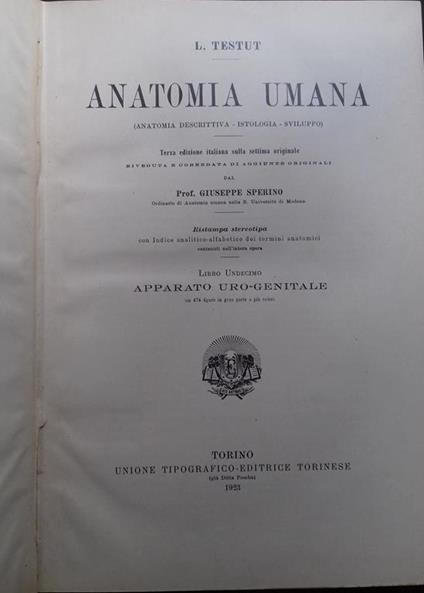 L. TESTUT
ANATOMIA UMANA
(ANATOMIA DESCRITTIVA - ISTOLOGIA - SVILUPPO)
Terza edizione italiana sulla settima originale
RIVEDUTA E CORREDATA DI AGGIUNTE ORIGINALI
DAL
Prof. GIUSEPPE SPERINO
Ordinario di Anatomia umana nella R. Università di Modena
Ristampa stereotipa
con Indice analitico-alfabetico dei termini anatomici
contenuti nell'intera opera
LIBRO UNDECIMO
APPARATO URO-GENITALE
con 474 figure in gran parte a più colori
TORINO
UNIONE TIPOGRAFICO-EDITRICE TORINESE
(già Ditta Pomba)
1923